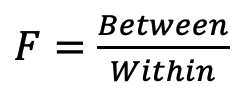 F = Between / Within